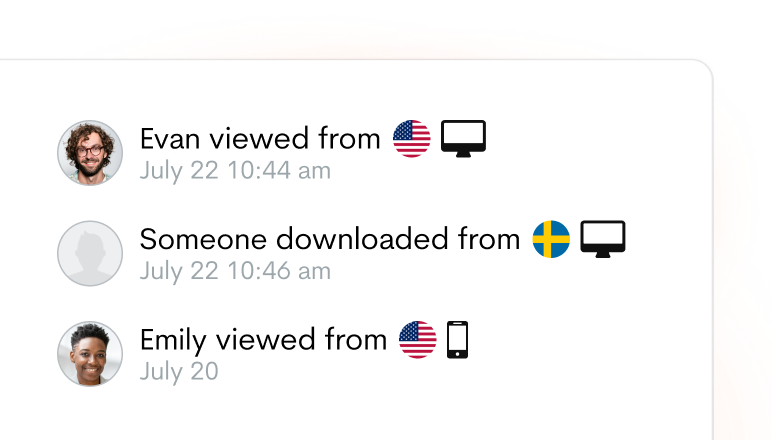 Evan viewed from
July 22 10:44 am
Someone downloaded from
July 22 10:46 am
Emily viewed from
July 20